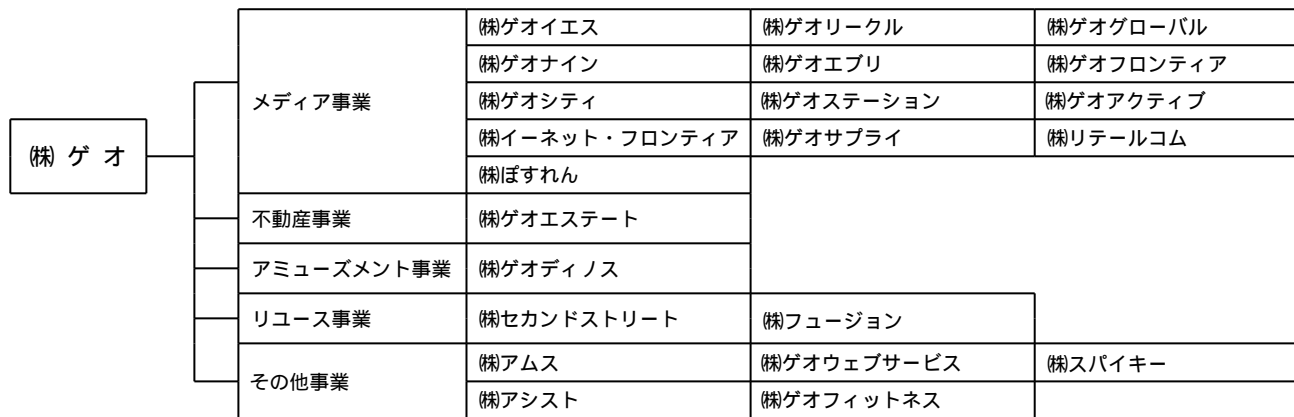 ㈱ ゲ オ
メディア事業
㈱ゲオイエス ㈱ゲオリークル ㈱ゲオグローバル
㈱ゲオナイン ㈱ゲオエブリ ㈱ゲオフロンティア
㈱ゲオシティ ㈱ゲオステーション ㈱ゲオアクティブ
㈱イーネット・フロンティア ㈱ゲオサプライ ㈱リテールコム
㈱ぽすれん
不動産事業 ㈱ゲオエステート
アミューズメント事業 ㈱ゲオディノス
リユース事業 ㈱セカンドストリート ㈱フュージョン
その他事業
㈱アムス ㈱ゲオウェブサービス ㈱スパイキー
㈱アシスト ㈱ゲオフィットネス